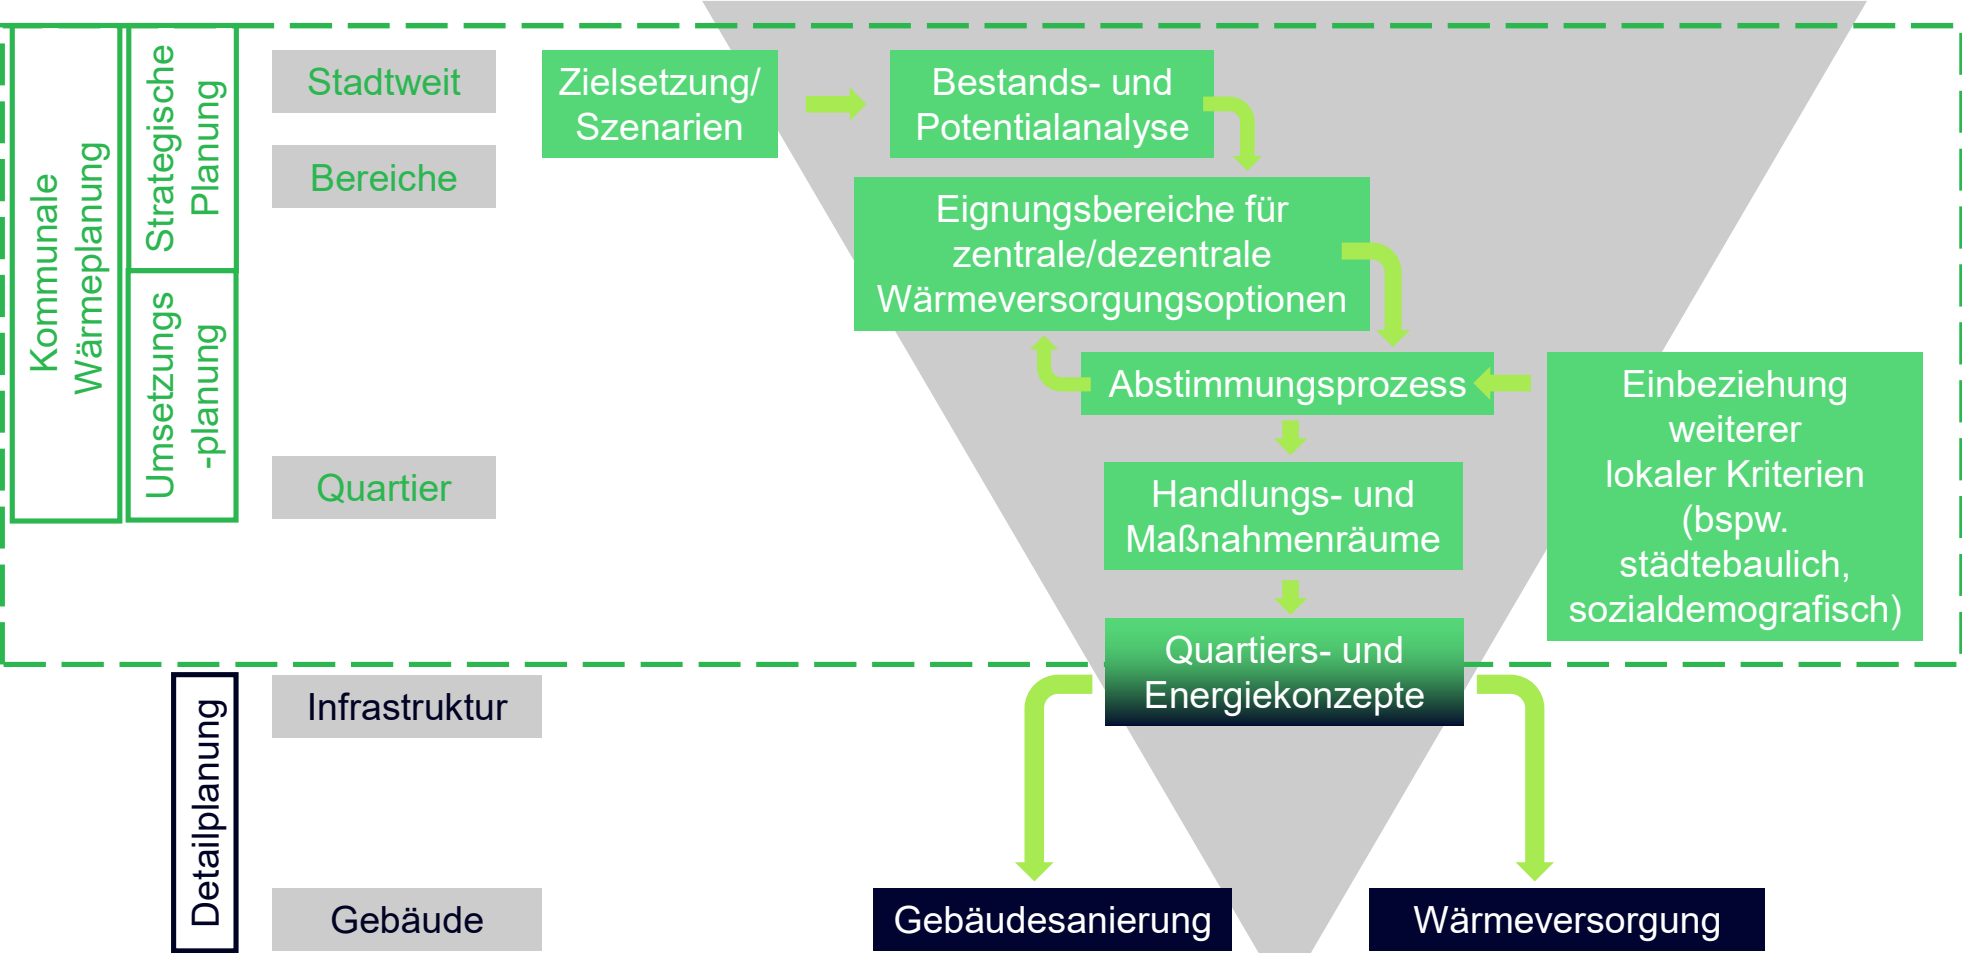 Kommunale
Wärmeplanung
Strategische
Planung
Umsetzungs
-planung
Stadtweit
Bereiche
Quartier
Zielsetzung/
Szenarien
Bestands- und
Potentialanalyse
Eignungsbereiche für
zentrale/dezentrale
Wärmeversorgungsoptionen
Abstimmungsprozess
Einbeziehung
weiterer
lokaler Kriterien
(bspw.
städtebaulich,
sozialdemografisch)
Handlungs- und
Maßnahmenräume
Quartiers- und
Energiekonzepte
Detailplanung
Infrastruktur
Gebäude
Gebäudesanierung
Wärmeversorgung